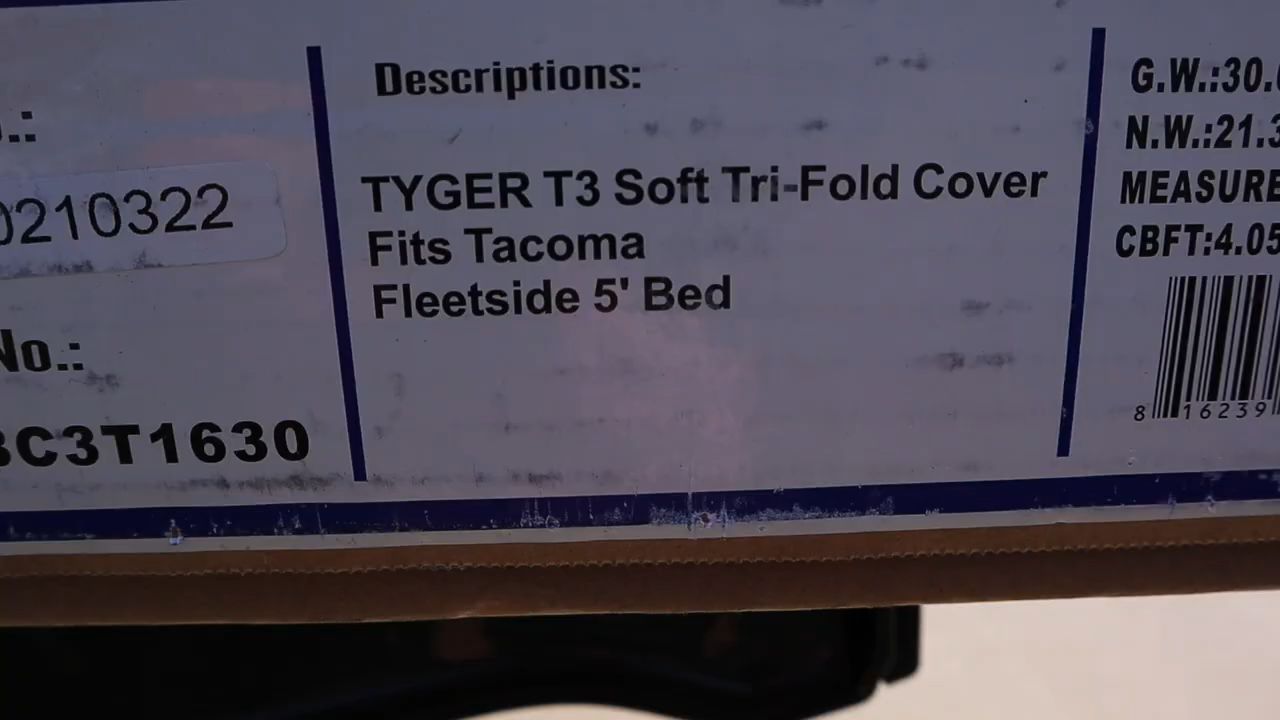 Descriptions:
TYGER T3 Soft Tri-Fold Cover
Fits Tacoma
Fleetside 5' Bed
.:
0210322
No.:
BC3T1630
G.W.:30.
N.W.:21.3
MEASURE
CBFT:4.05
8 16239